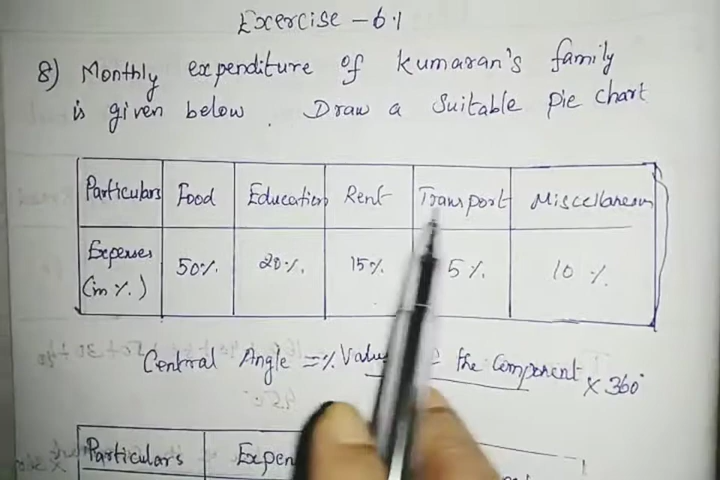 Exercise - 6.1
8) Monthly expenditure of Kumaran's family
is given below. Draw a Suitable Pie chart
Particulars Food Education Rent Transport Miscellaneous
Expenses (in %.) 50%. 20%. 15%. 5%. 10%.
Central Angle = % Value the Component × 360°
Particulars Expen